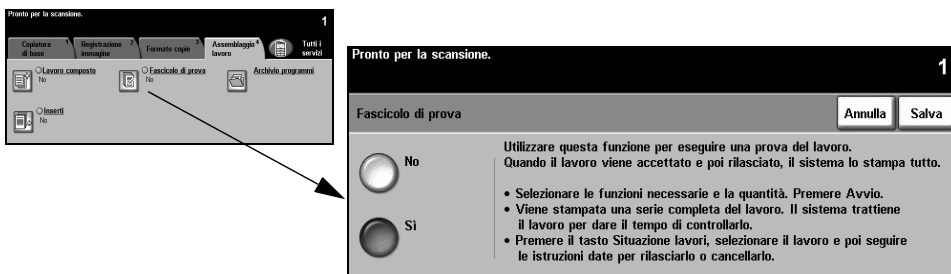 Pronto per la scansione.
1
Copiatura di base 1
Registrazione immagine 2
Formato copie 3
Assemblaggio lavoro 4
Tutti i servizi
Lavoro composto
No
Fascicolo di prova
No
Archivio programmi
Inserti
No
Pronto per la scansione.
1
Fascicolo di prova
Annulla
Salva
No
Sì
Utilizzare questa funzione per eseguire una prova del lavoro.
Quando il lavoro viene accettato e poi rilasciato, il sistema lo stampa tutto.
• Selezionare le funzioni necessarie e la quantità. Premere Avvio.
• Viene stampata una serie completa del lavoro. Il sistema trattiene
il lavoro per dare il tempo di controllarlo.
• Premere il tasto Situazione lavori, selezionare il lavoro e poi seguire
le istruzioni date per rilasciarlo o cancellarlo.